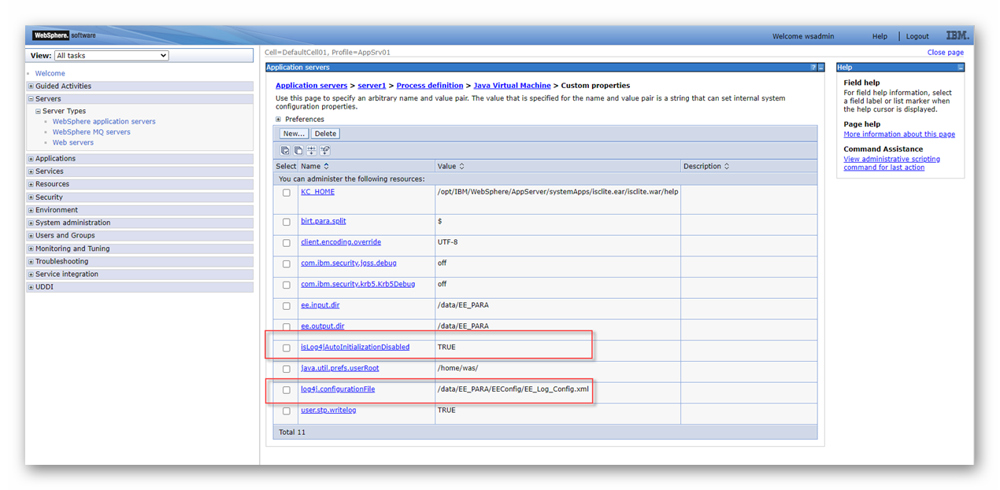 WebSphere. software
Welcome wsadmin Help Logout IBM.
View: All tasks
Cell=DefaultCell01, Profile=AppSrv01
Close page
Welcome
Guided Activities
Servers
Server Types
WebSphere application servers
WebSphere MQ servers
Web servers
Applications
Services
Resources
Security
Environment
System administration
Users and Groups
Monitoring and Tuning
Troubleshooting
Service integration
UDDI
Application servers
Application servers > server1 > Process definition > Java Virtual Machine > Custom properties
Use this page to specify an arbitrary name and value pair. The value that is specified for the name and value pair is a string that can set internal system
configuration properties.
Preferences
New... Delete
Select Name Value Description
You can administer the following resources:
KC_HOME /opt/IBM/WebSphere/AppServer/systemApps/isclite.ear/isclite.war/help
birt.para.split $
client.encoding.override UTF-8
com.ibm.security.jgss.debug off
com.ibm.security.krb5.Krb5Debug off
ee.input.dir /data/EE_PARA
ee.output.dir /data/EE_PARA
isLog4jAutoInitializationDisabled TRUE
java.util.prefs.userRoot /home/was/
log4j.configurationFile /data/EE_PARA/EEConfig/EE_Log_Config.xml
user.stp.writelog TRUE
Total 11
Help
Field help
For field help information, select
a field label or list marker when
the help cursor is displayed.
Page help
More information about this page
Command Assistance
View administrative scripting
command for last action